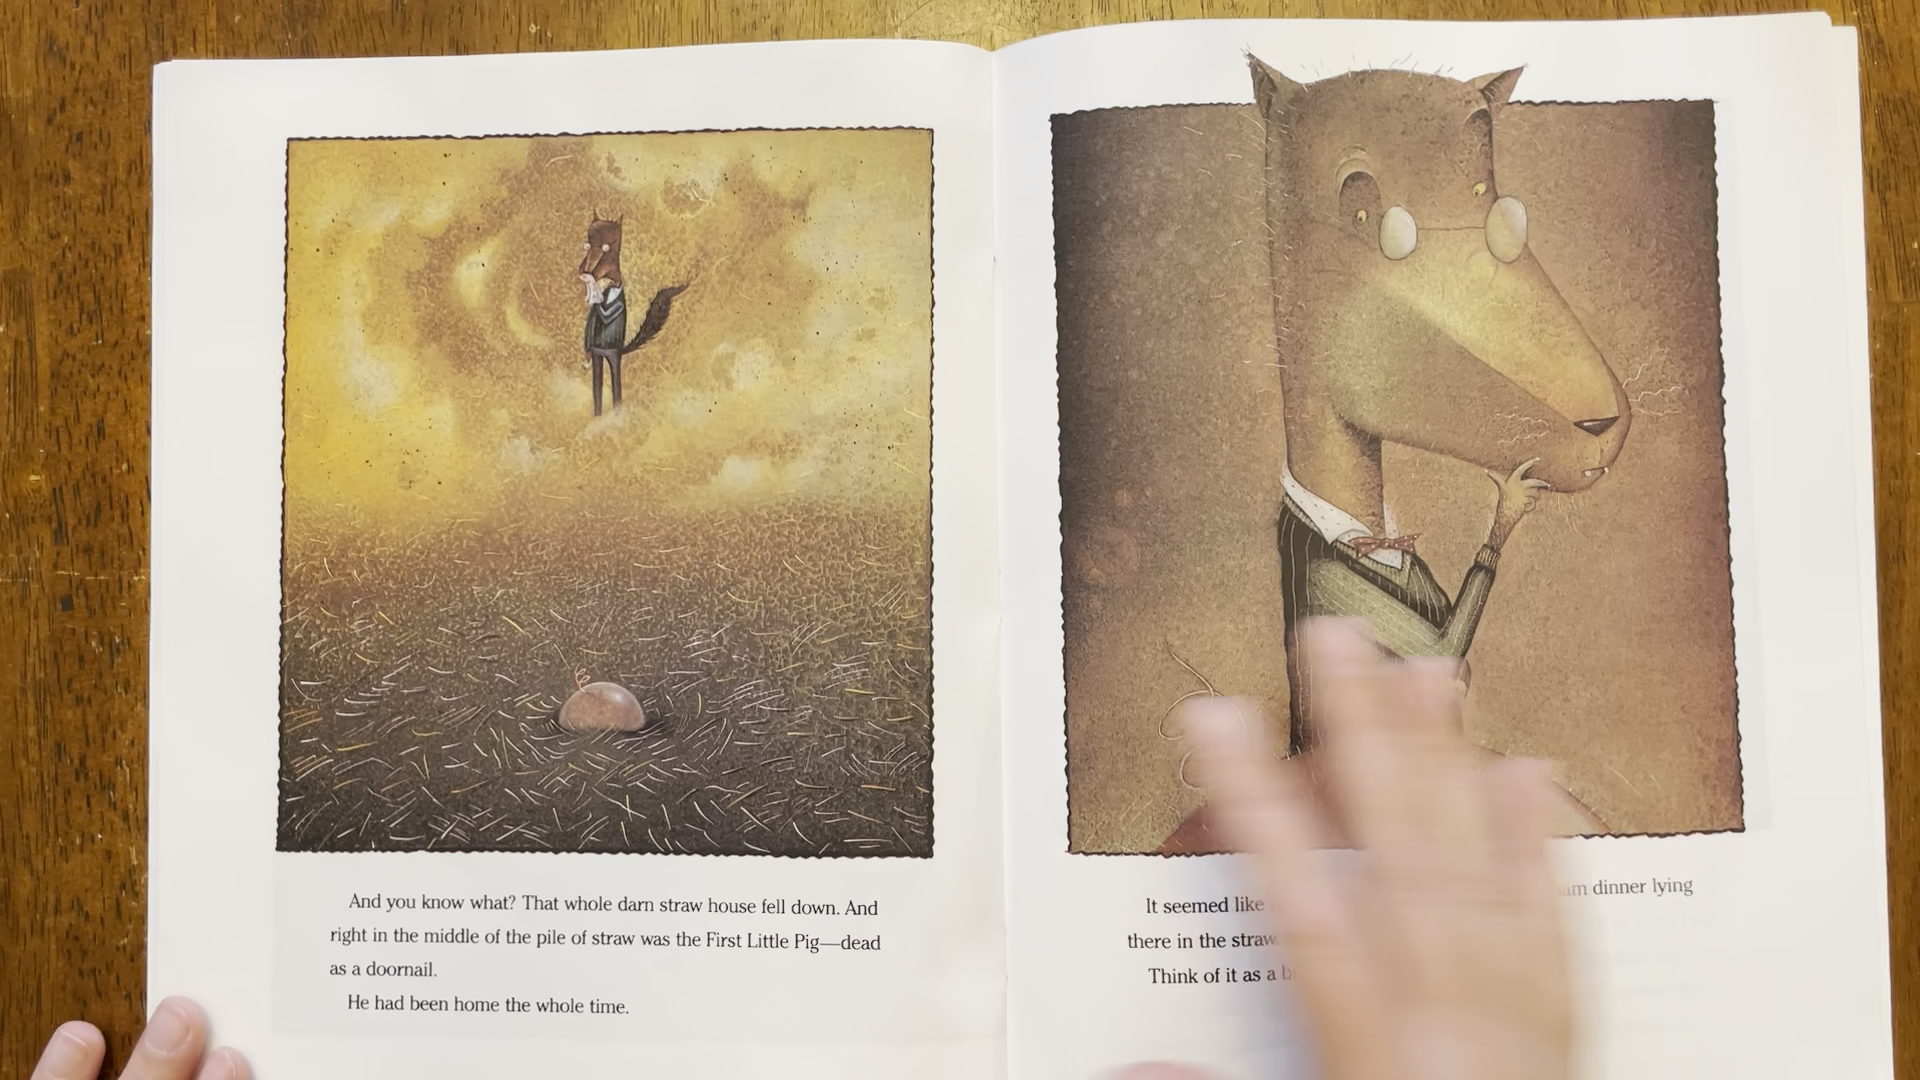 And you know what? That whole darn straw house fell down. And
right in the middle of the pile of straw was the First Little Pig—dead
as a doornail.
He had been home the whole time.
It seemed like dinner lying
there in the straw.
Think of it as a